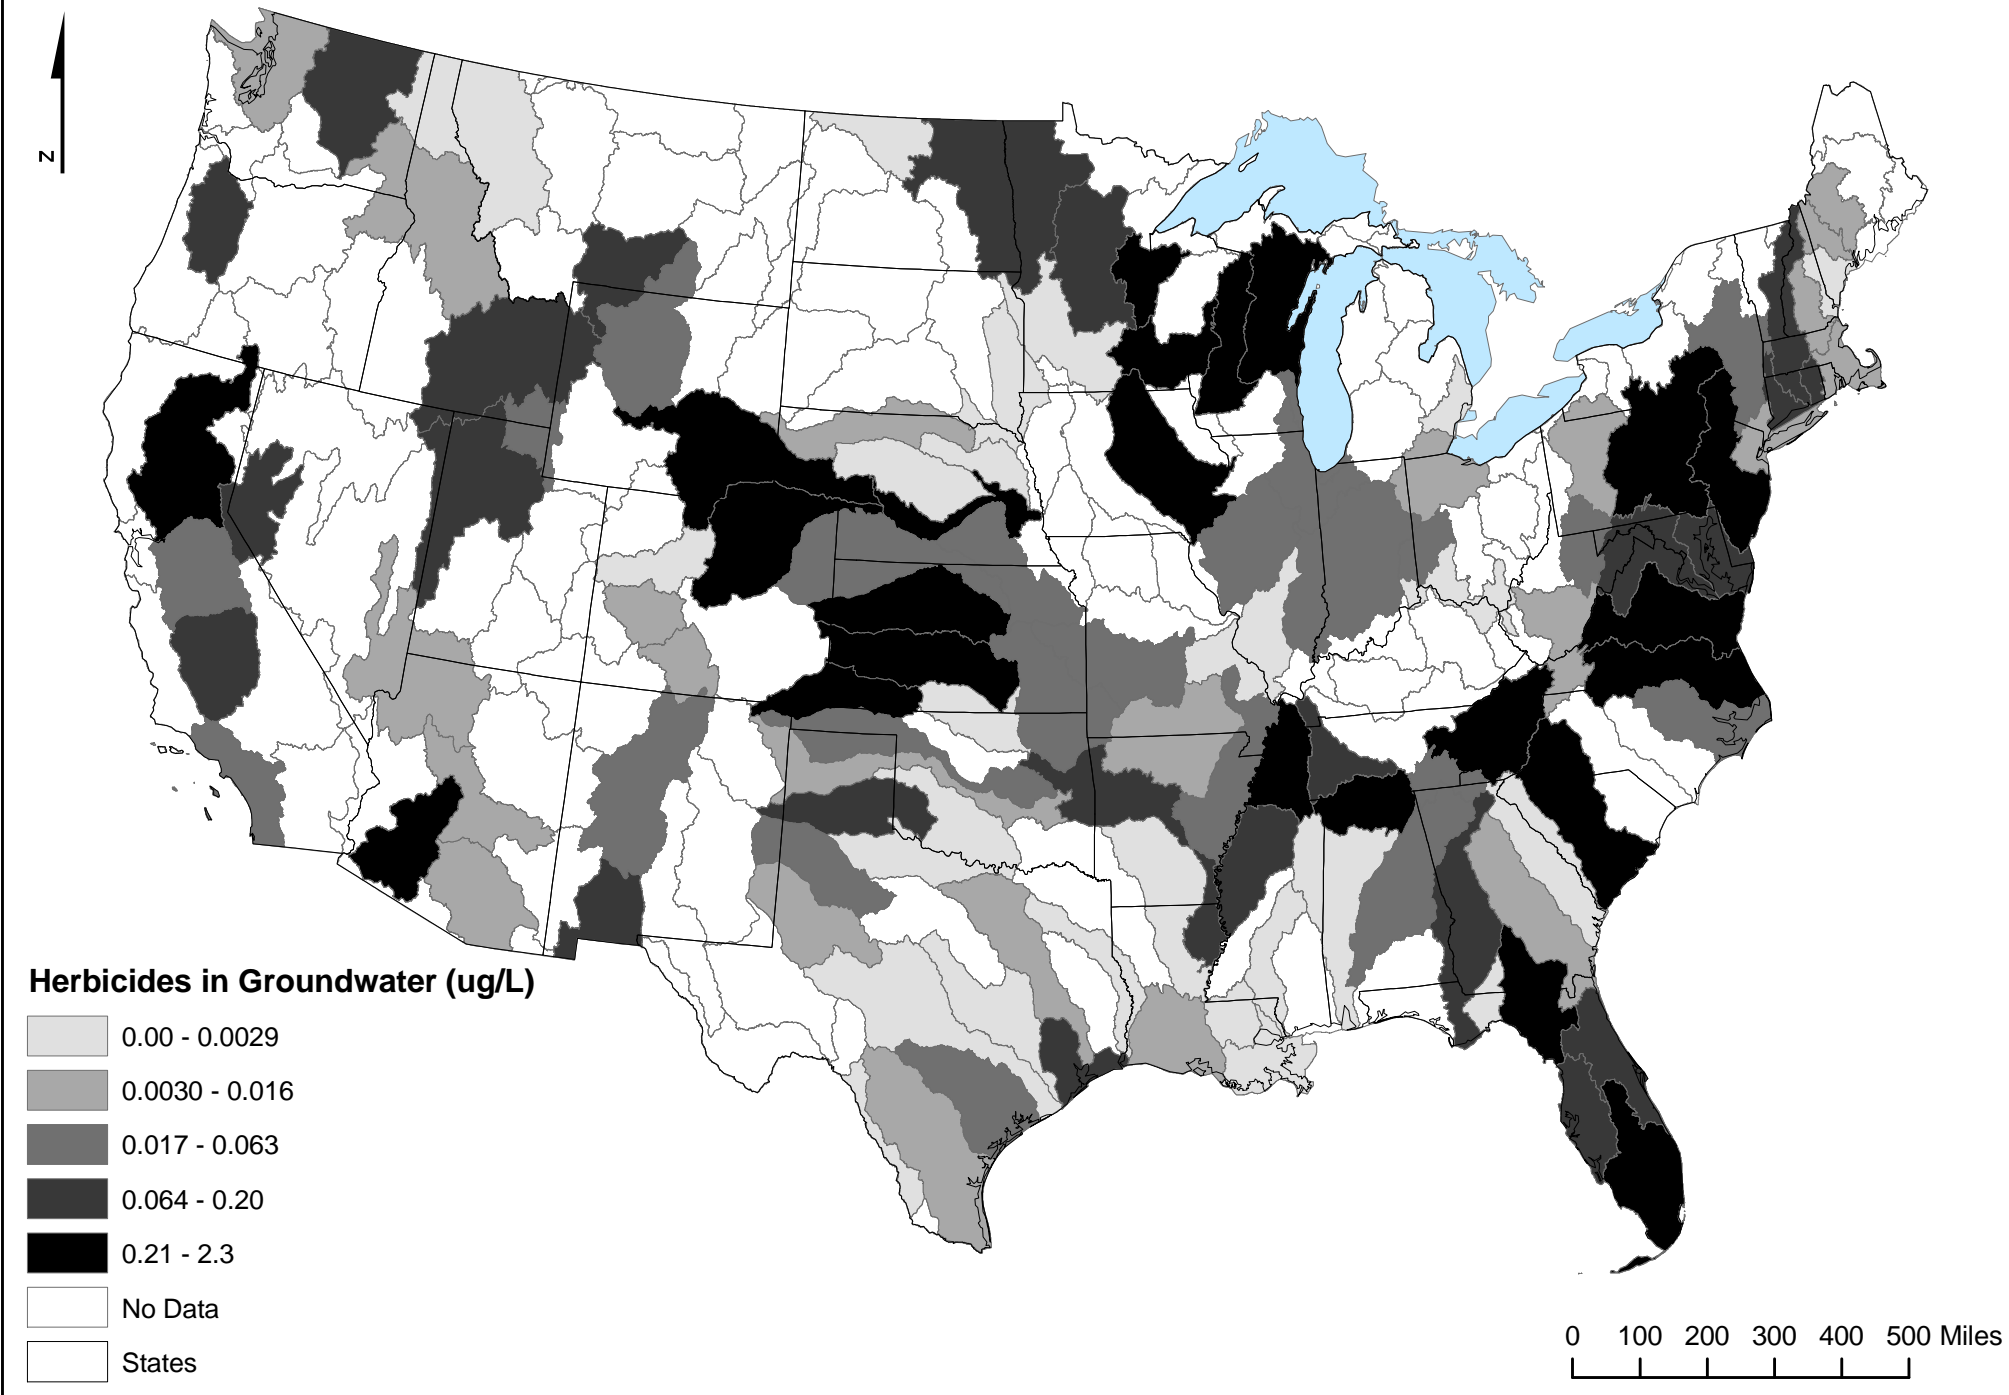 N
Herbicides in Groundwater (ug/L)
0.00 - 0.0029
0.0030 - 0.016
0.017 - 0.063
0.064 - 0.20
0.21 - 2.3
No Data
States
0 100 200 300 400 500 Miles